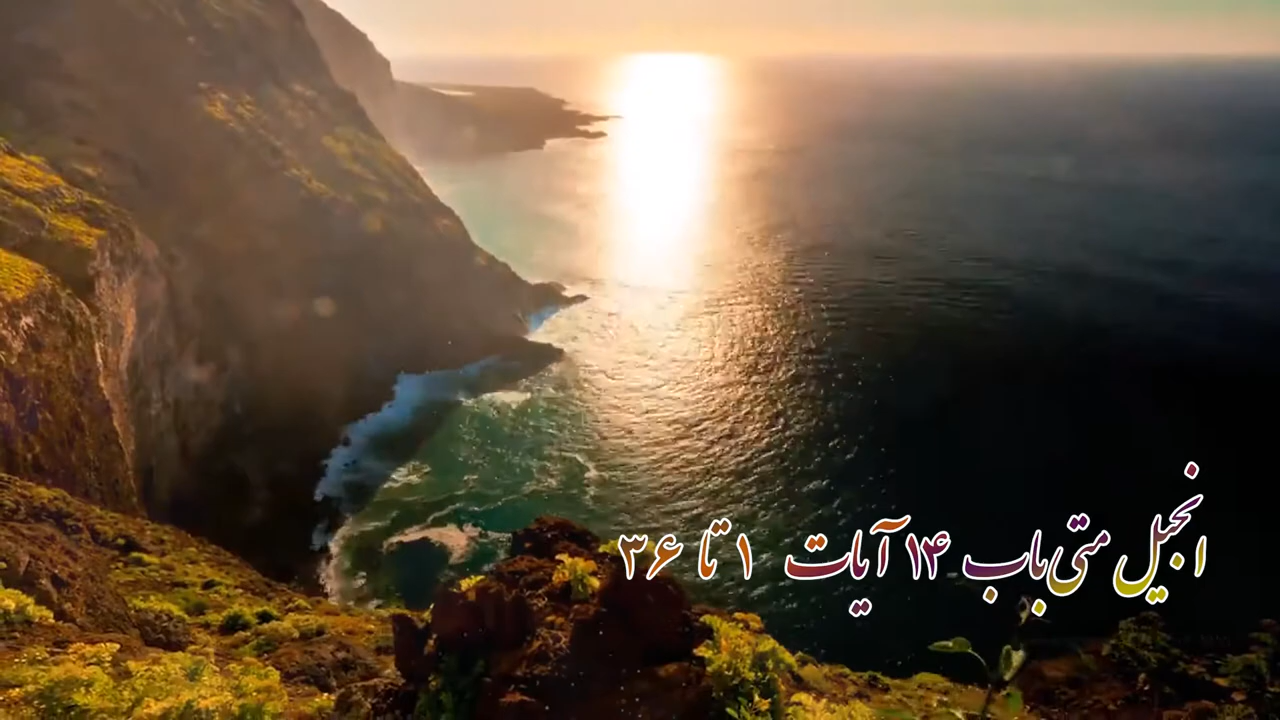 انجیل متی باب ۱۴ آیات ۱ تا ۳۶